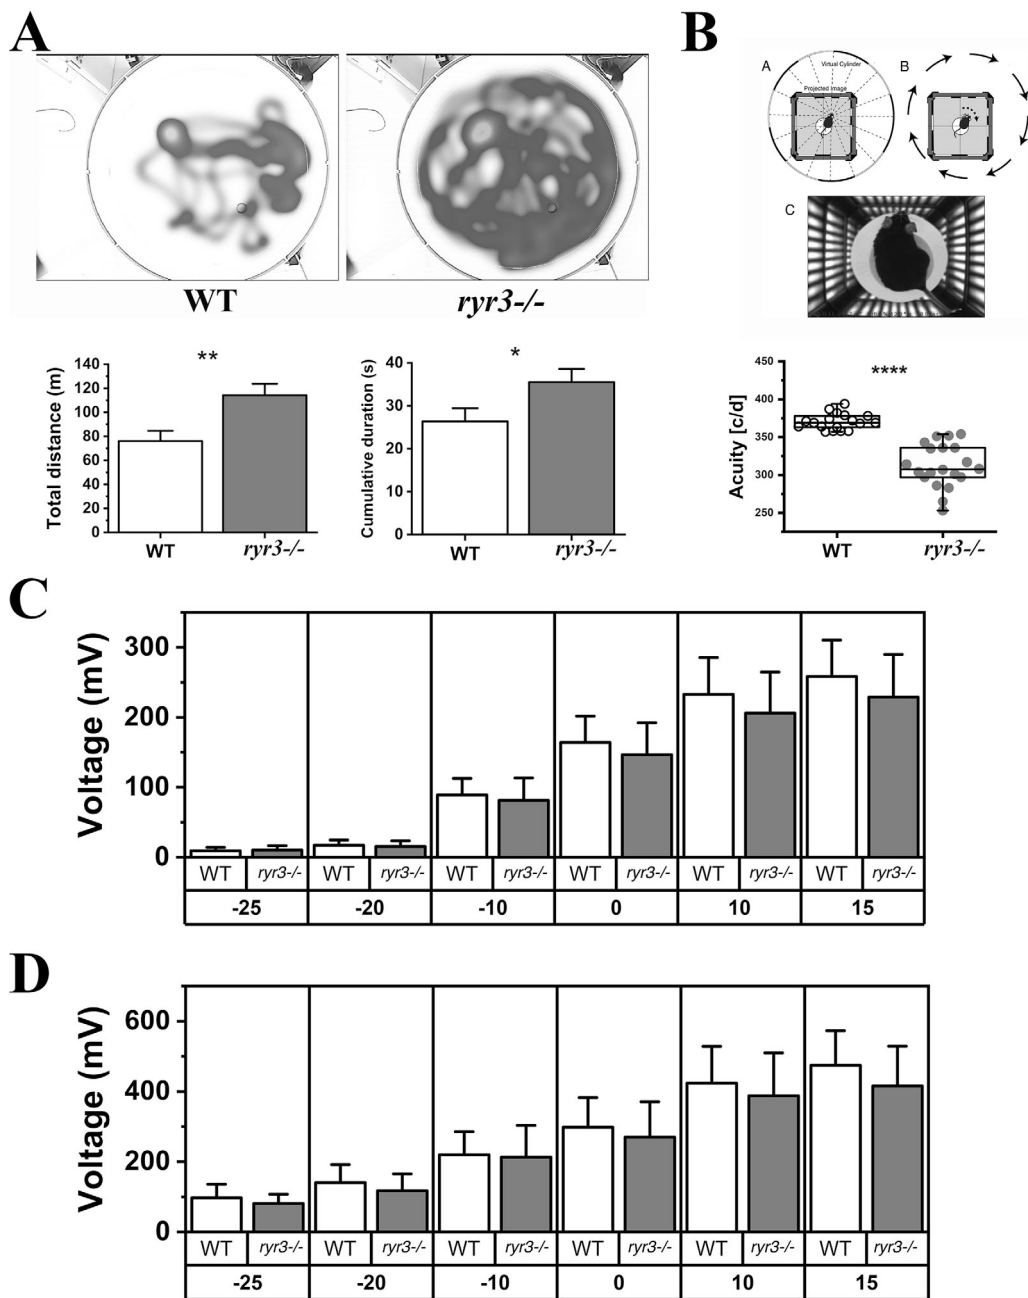 A
B
A
Virtual Cylinder
Projected Image
B
C
WT
ryr3-/-
Total distance (m)
140
120
100
80
60
40
20
0
**
WT
ryr3-/-
Cumulative duration (s)
40
30
20
10
0
*
WT
ryr3-/-
Acuity [c/d]
450
400
350
300
250
****
WT
ryr3-/-
C
Voltage (mV)
300
200
100
0
WT ryr3-/- WT ryr3-/- WT ryr3-/- WT ryr3-/- WT ryr3-/- WT ryr3-/-
-25 -20 -10 0 10 15
D
Voltage (mV)
600
400
200
0
WT ryr3-/- WT ryr3-/- WT ryr3-/- WT ryr3-/- WT ryr3-/- WT ryr3-/-
-25 -20 -10 0 10 15